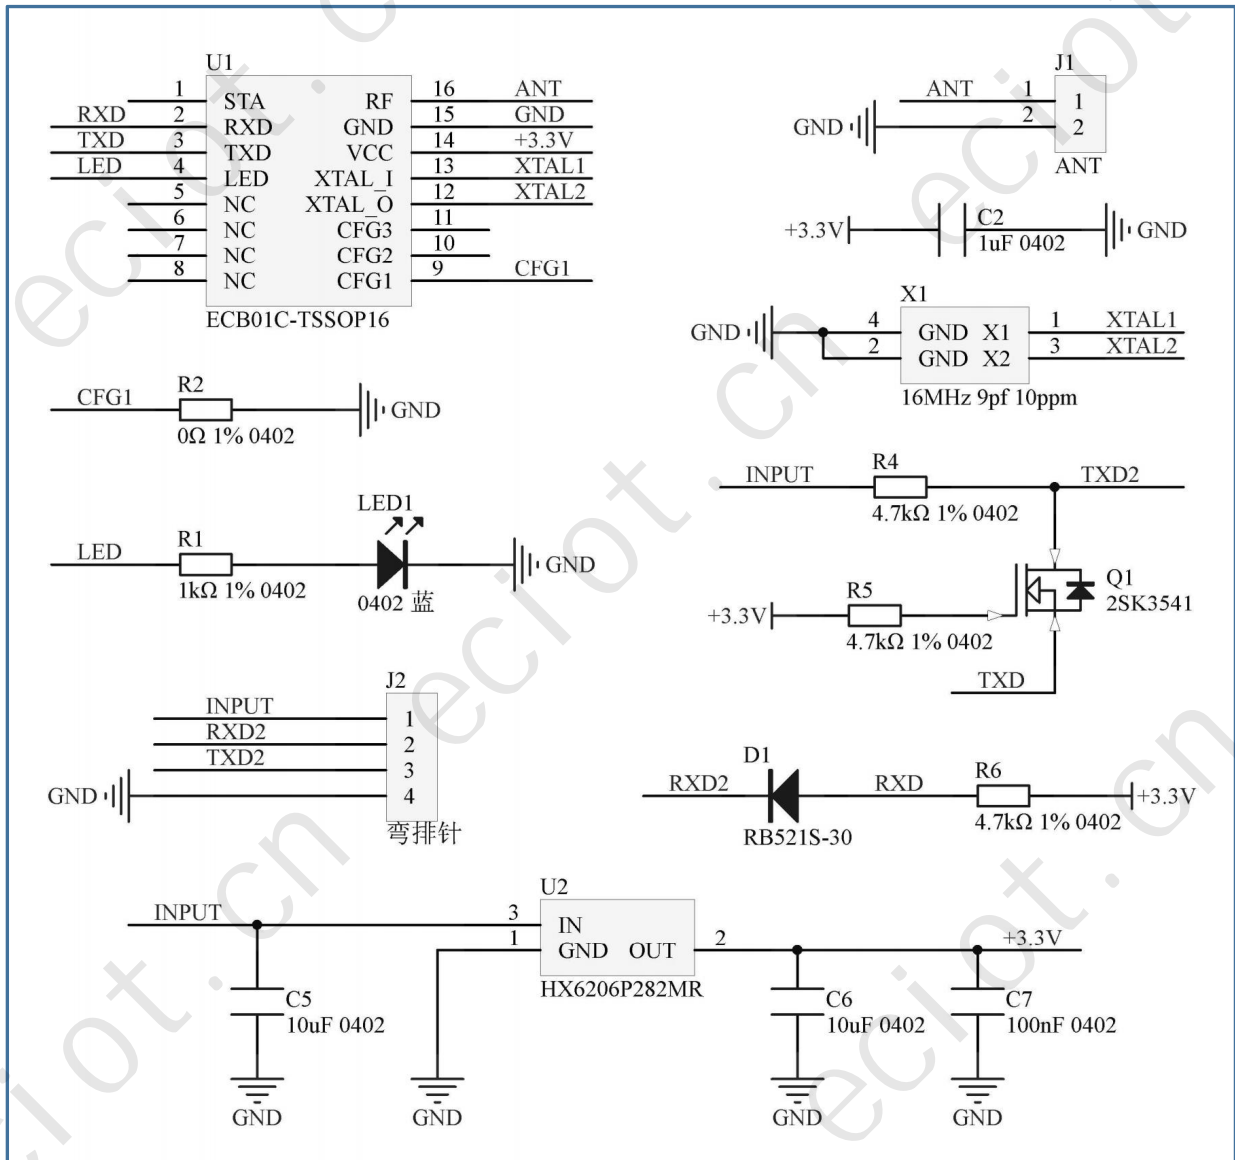 U1
1 STA RF 16 ANT
RXD 2 RXD GND 15 GND
TXD 3 TXD VCC 14 +3.3V
LED 4 LED XTAL_I 13 XTAL1
5 NC XTAL_O 12 XTAL2
6 NC CFG3 11
7 NC CFG2 10
8 NC CFG1 9 CFG1
ECB01C-TSSOP16
J1
ANT 1 1
GND 2 2
ANT
+3.3V C2 GND
1uF 0402
X1
GND 4 GND X1 1 XTAL1
2 GND X2 3 XTAL2
16MHz 9pf 10ppm
CFG1 R2 GND
0Ω 1% 0402
LED1
LED R1 GND
1kΩ 1% 0402
0402 蓝
INPUT R4 TXD2
4.7kΩ 1% 0402
Q1
2SK3541
+3.3V R5
4.7kΩ 1% 0402
TXD
J2
INPUT 1
RXD2 2
TXD2 3
GND 4
弯排针
D1
RXD2 RXD R6 +3.3V
RB521S-30
4.7kΩ 1% 0402
U2
INPUT 3 IN
1 GND OUT 2 +3.3V
HX6206P282MR
C5
10uF 0402
C6
10uF 0402
C7
100nF 0402
GND
GND
GND
GND
eciot.cn
eciot.cn
eciot.cn
eciot.cn